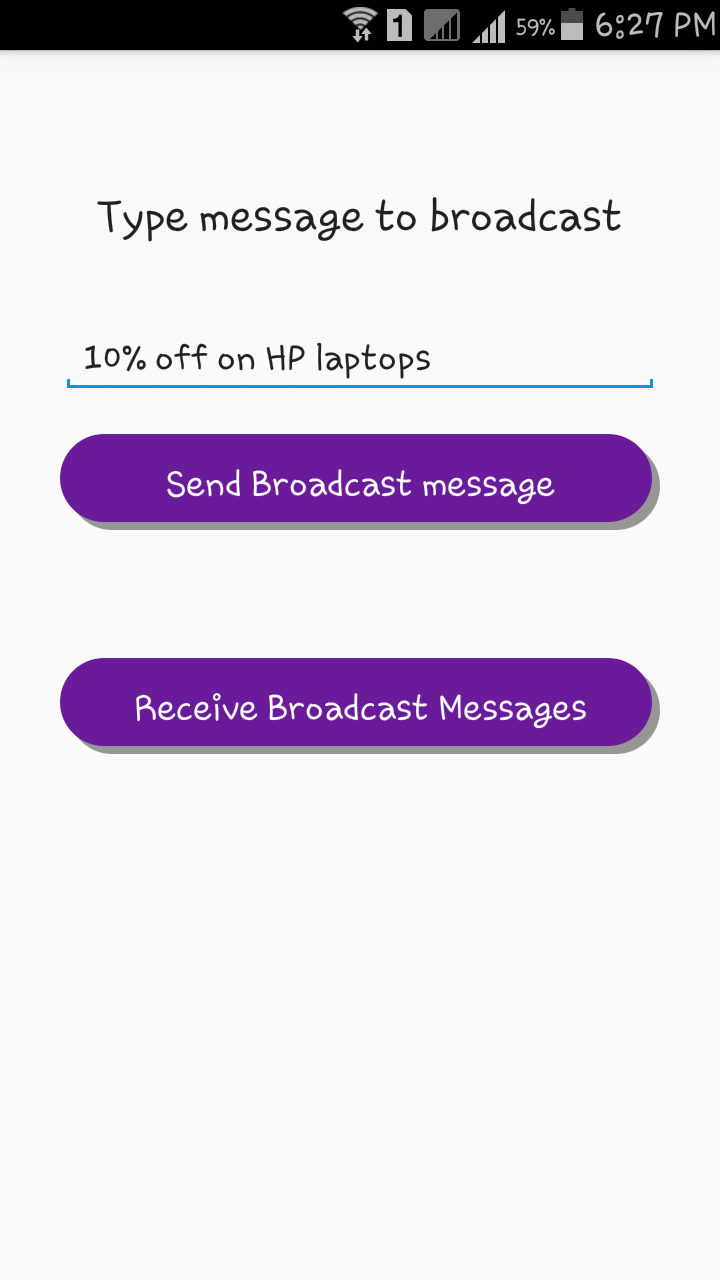 1 59% 6:27 PM
Type message to broadcast
10% off on HP laptops
Send Broadcast message
Receive Broadcast Messages